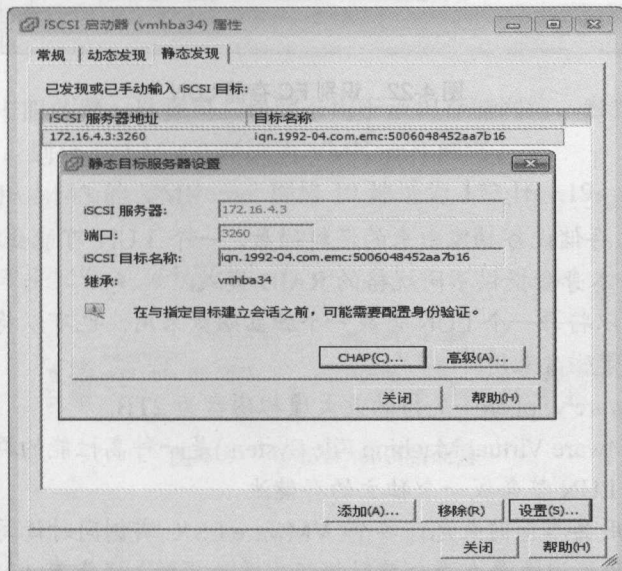 iSCSI 启动器 (vmhba34) 属性
常规 动态发现 静态发现
已发现或已手动输入 iSCSI 目标:
iSCSI 服务器地址 目标名称
172.16.4.3:3260 iqn.1992-04.com.emc:5006048452aa7b16
静态目标服务器设置
iSCSI 服务器: 172.16.4.3
端口: 3260
iSCSI 目标名称: iqn.1992-04.com.emc:5006048452aa7b16
继承: vmhba34
在与指定目标建立会话之前，可能需要配置身份验证。
CHAP(C)... 高级(A)...
关闭 帮助(H)
添加(A)... 移除(R) 设置(S)...
关闭 帮助(H)